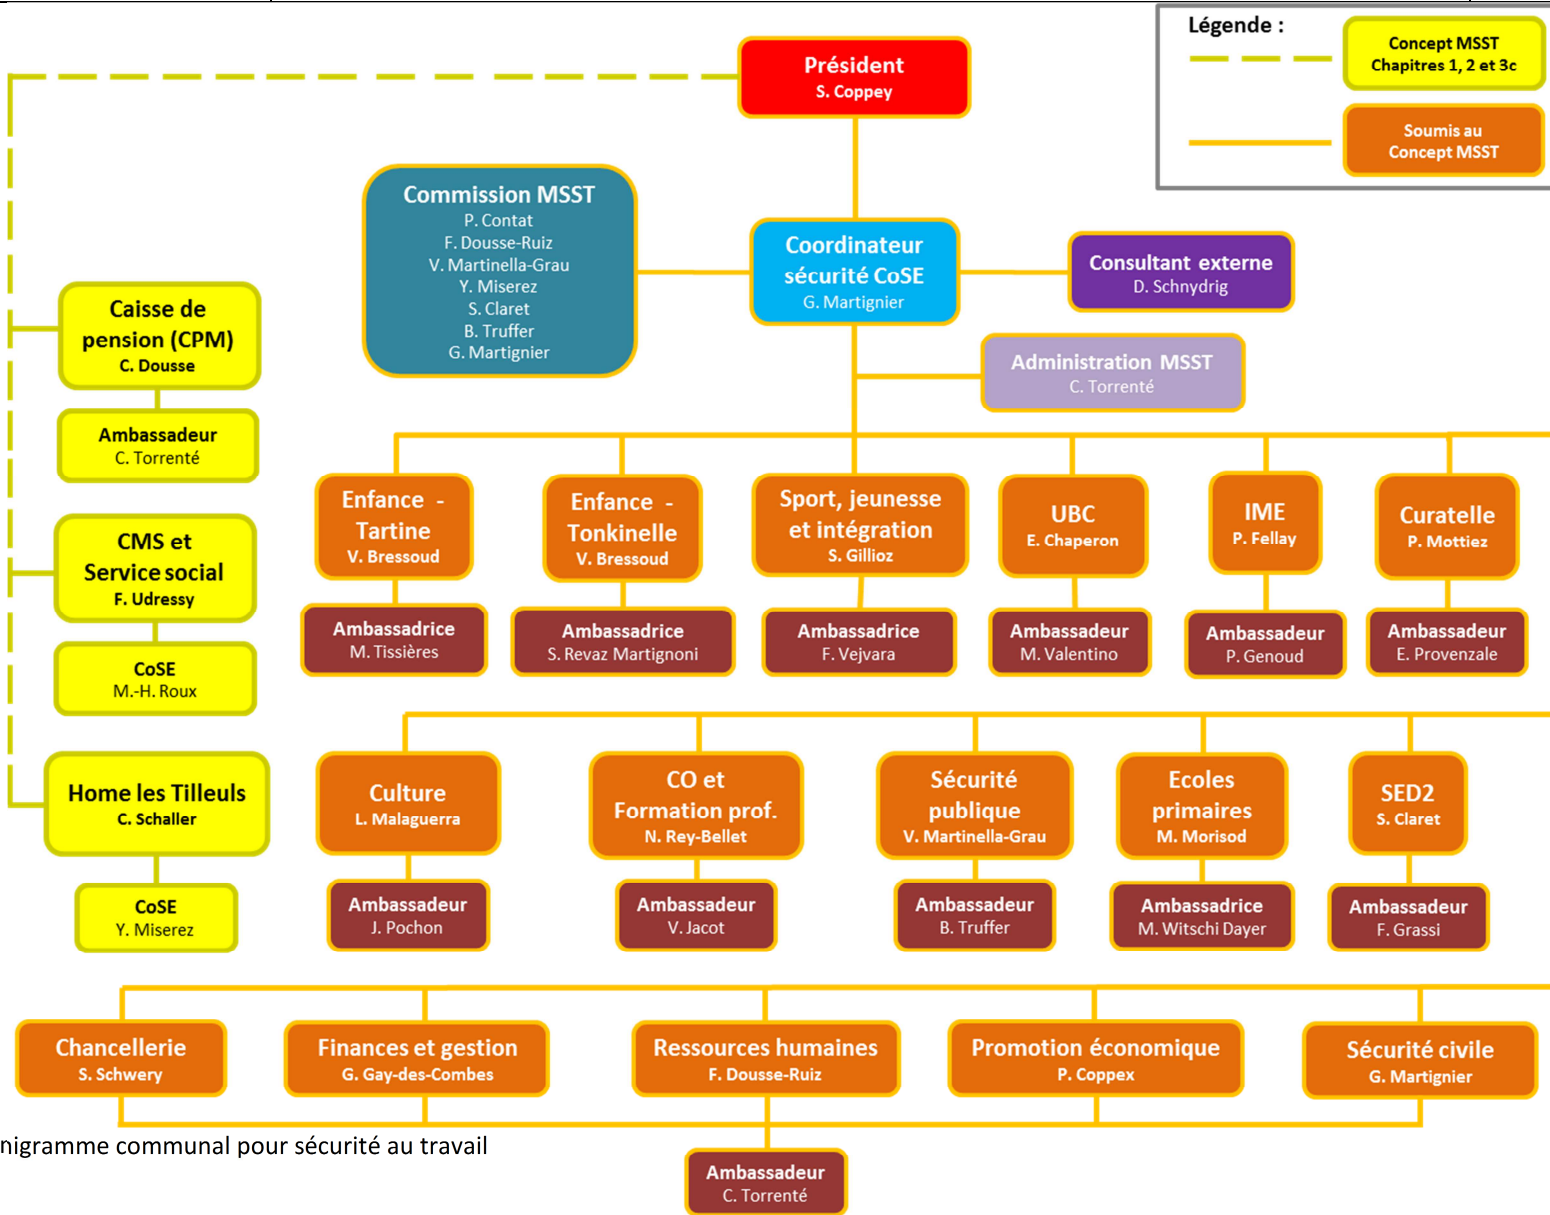 Légende :
Concept MSST
Chapitres 1, 2 et 3c
Soumis au
Concept MSST
Président
S. Coppey
Commission MSST
P. Contat
F. Dousse-Ruiz
V. Martinella-Grau
Y. Miserez
S. Claret
B. Truffer
G. Martignier
Coordinateur
sécurité CoSE
G. Martignier
Consultant externe
D. Schnydrig
Administration MSST
C. Torrenté
Caisse de
pension (CPM)
C. Dousse
Ambassadeur
C. Torrenté
CMS et
Service social
F. Udressy
CoSE
M.-H. Roux
Home les Tilleuls
C. Schaller
CoSE
Y. Miserez
Enfance -
Tartine
V. Bressoud
Ambassadrice
M. Tissières
Enfance -
Tonkinelle
V. Bressoud
Ambassadrice
S. Revaz Martignoni
Sport, jeunesse
et intégration
S. Gillioz
Ambassadrice
F. Vejvara
UBC
E. Chaperon
Ambassadeur
M. Valentino
IME
P. Fellay
Ambassadeur
P. Genoud
Curatelle
P. Mottiez
Ambassadeur
E. Provenzale
Culture
L. Malaguerra
Ambassadeur
J. Pochon
CO et
Formation prof.
N. Rey-Bellet
Ambassadeur
V. Jacot
Sécurité
publique
V. Martinella-Grau
Ambassadeur
B. Truffer
Ecoles
primaires
M. Morisod
Ambassadrice
M. Witschi Dayer
SED2
S. Claret
Ambassadeur
F. Grassi
Chancellerie
S. Schwery
Finances et gestion
G. Gay-des-Combes
Ressources humaines
F. Dousse-Ruiz
Promotion économique
P. Coppex
Sécurité civile
G. Martignier
nigramme communal pour sécurité au travail
Ambassadeur
C. Torrenté